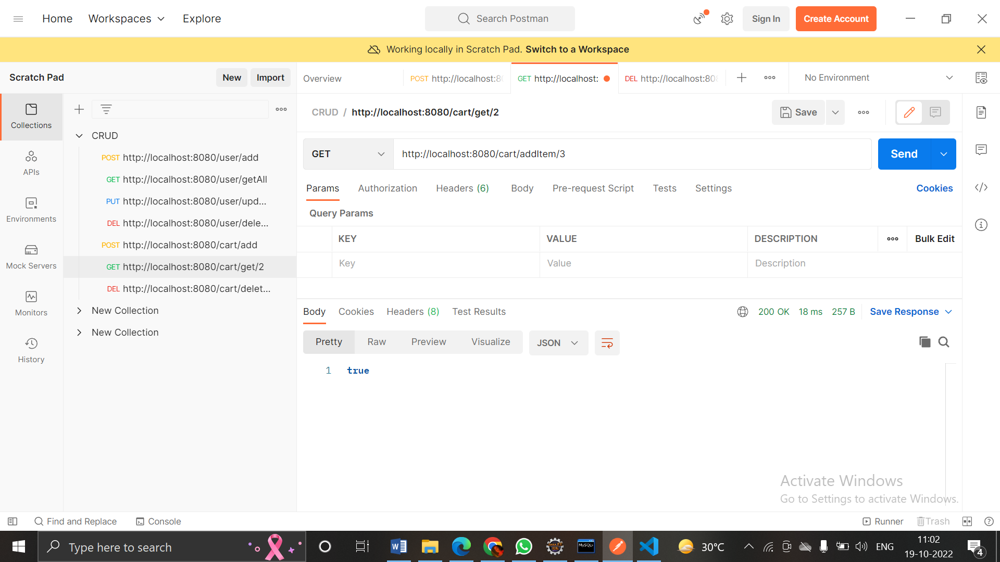 Home Workspaces Explore Search Postman Sign In Create Account
Working locally in Scratch Pad. Switch to a Workspace
Scratch Pad New Import Overview POST http://localhost:80 GET http://localhost: DEL http://localhost:808 No Environment
Collections
APIs
Environments
Mock Servers
Monitors
History
CRUD
POST http://localhost:8080/user/add
GET http://localhost:8080/user/getAll
PUT http://localhost:8080/user/upd...
DEL http://localhost:8080/user/dele...
POST http://localhost:8080/cart/add
GET http://localhost:8080/cart/get/2
DEL http://localhost:8080/cart/delet...
New Collection
New Collection
CRUD / http://localhost:8080/cart/get/2 Save
GET http://localhost:8080/cart/addItem/3 Send
Params Authorization Headers (6) Body Pre-request Script Tests Settings Cookies
Query Params
KEY VALUE DESCRIPTION Bulk Edit
Key Value Description
Body Cookies Headers (8) Test Results 200 OK 18 ms 257 B Save Response
Pretty Raw Preview Visualize JSON
1 true
Activate Windows
Go to Settings to activate Windows.
Find and Replace Console Runner Trash
Type here to search 30°C ENG 11:02
19-10-2022 4